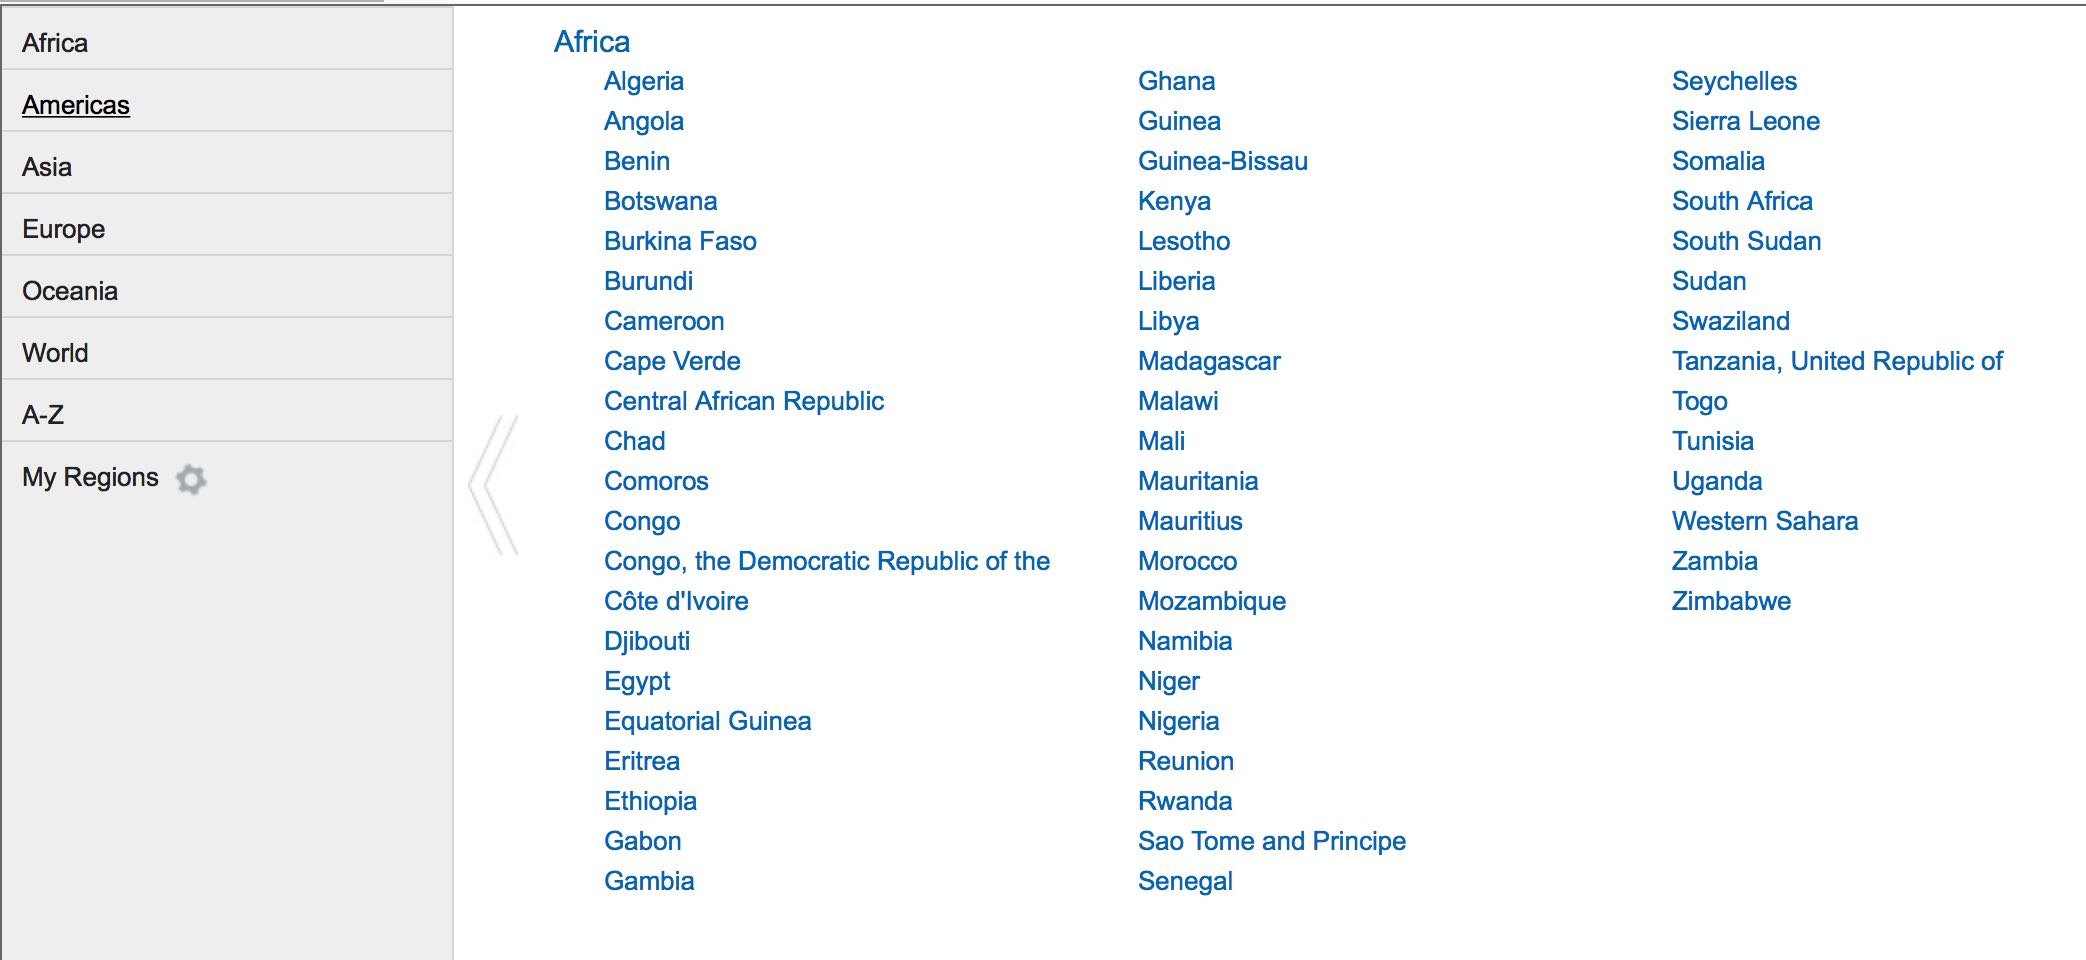 Africa
Americas
Asia
Europe
Oceania
World
A-Z
My Regions
Africa
Algeria
Angola
Benin
Botswana
Burkina Faso
Burundi
Cameroon
Cape Verde
Central African Republic
Chad
Comoros
Congo
Congo, the Democratic Republic of the
Côte d'Ivoire
Djibouti
Egypt
Equatorial Guinea
Eritrea
Ethiopia
Gabon
Gambia
Ghana
Guinea
Guinea-Bissau
Kenya
Lesotho
Liberia
Libya
Madagascar
Malawi
Mali
Mauritania
Mauritius
Morocco
Mozambique
Namibia
Niger
Nigeria
Reunion
Rwanda
Sao Tome and Principe
Senegal
Seychelles
Sierra Leone
Somalia
South Africa
South Sudan
Sudan
Swaziland
Tanzania, United Republic of
Togo
Tunisia
Uganda
Western Sahara
Zambia
Zimbabwe